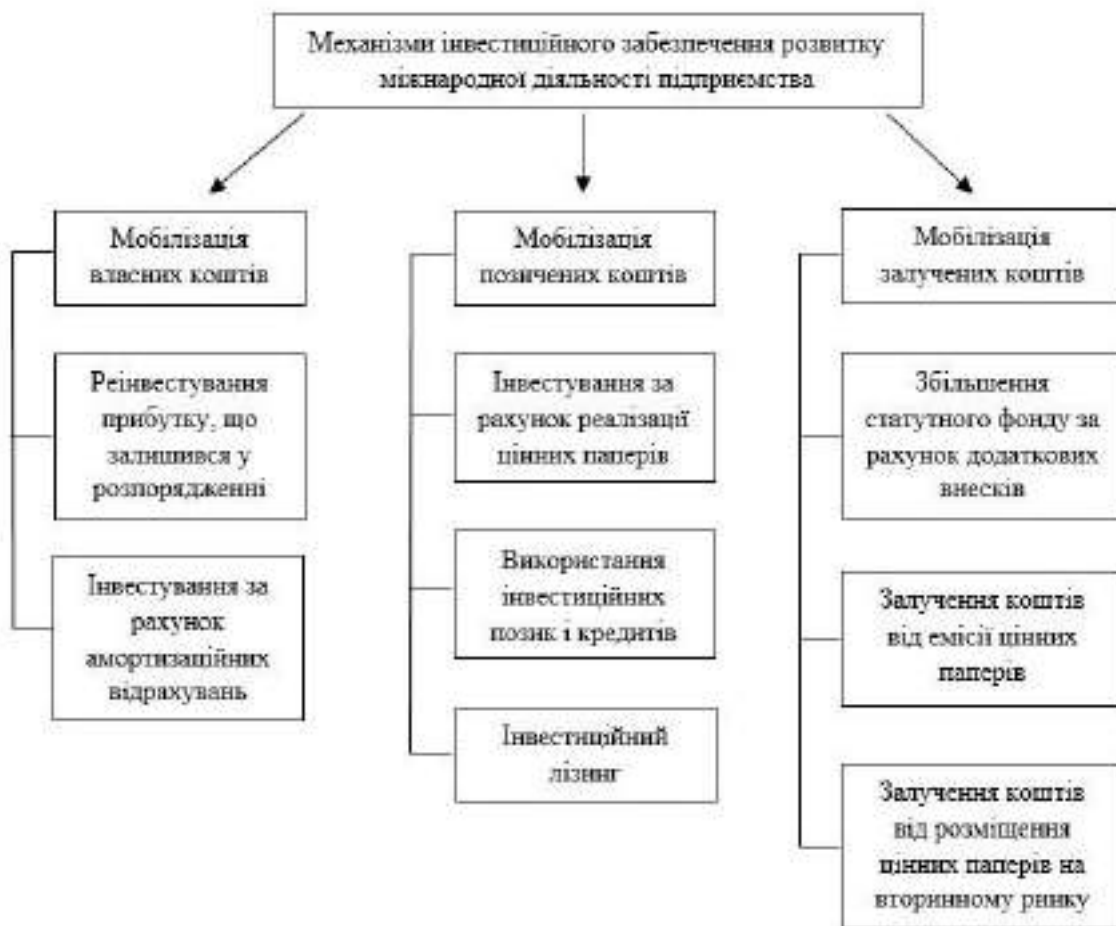 Механізми інвестиційного забезпечення розвитку
міжнародної діяльності підприємства
Мобілізація
власних коштів
Реінвестування
прибутку, що
залишився у
розпорядженні
Інвестування за
рахунок
амортизаційних
відрахувань
Мобілізація
позичених коштів
Інвестування за
рахунок реалізації
цінних паперів
Використання
інвестиційних
позик і кредитів
Інвестиційний
лізинг
Мобілізація
залучених коштів
Збільшення
статутного фонду за
рахунок додаткових
внесків
Залучення коштів
від емісії цінних
паперів
Залучення коштів
від розміщення
цінних паперів на
вторинному ринку